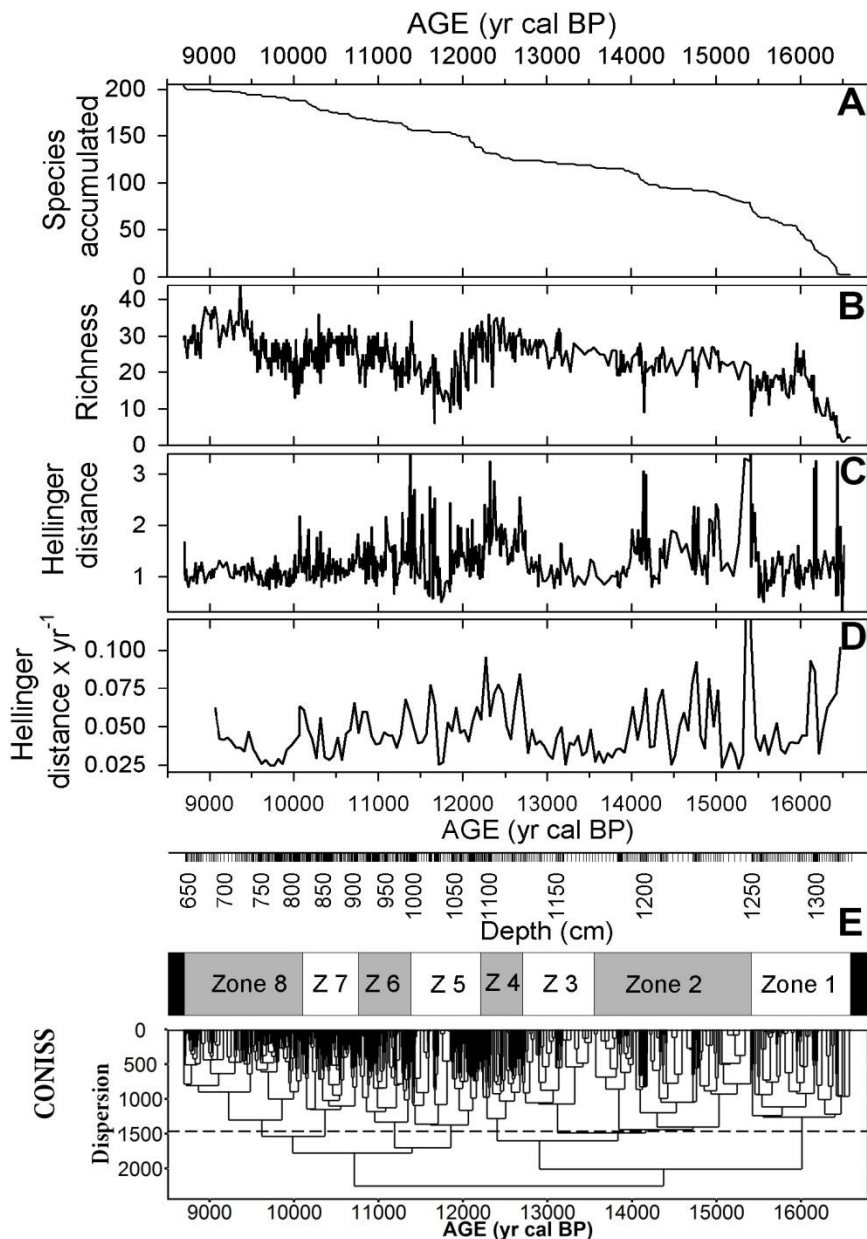 AGE (yr cal BP)
9000 10000 11000 12000 13000 14000 15000 16000
A
Species
accumulated
200
150
100
50
0
B
Richness
40
30
20
10
0
C
Hellinger
distance
3
2
1
D
Hellinger
distance x yr-1
0.100
0.075
0.050
0.025
9000 10000 11000 12000 13000 14000 15000 16000
AGE (yr cal BP)
650 700 750 800 850 900 950 1000 1050 1100 1150 1200 1250 1300
Depth (cm)
E
Zone 8 Z 7 Z 6 Z 5 Z 4 Z 3 Zone 2 Zone 1
CONISS
Dispersion
0
500
1000
1500
2000
9000 10000 11000 12000 13000 14000 15000 16000
AGE (yr cal BP)